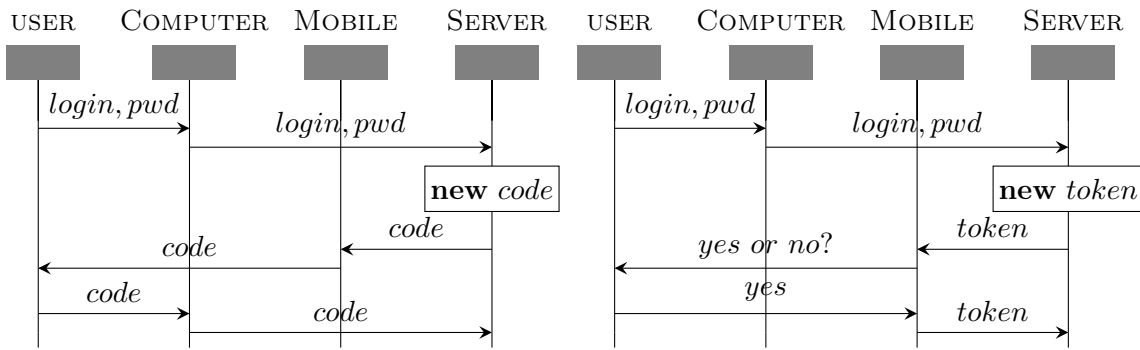 USER COMPUTER MOBILE SERVER USER COMPUTER MOBILE SERVER
login, pwd login, pwd
login, pwd login, pwd
new code new token
code token
code yes or no?
code yes
code token